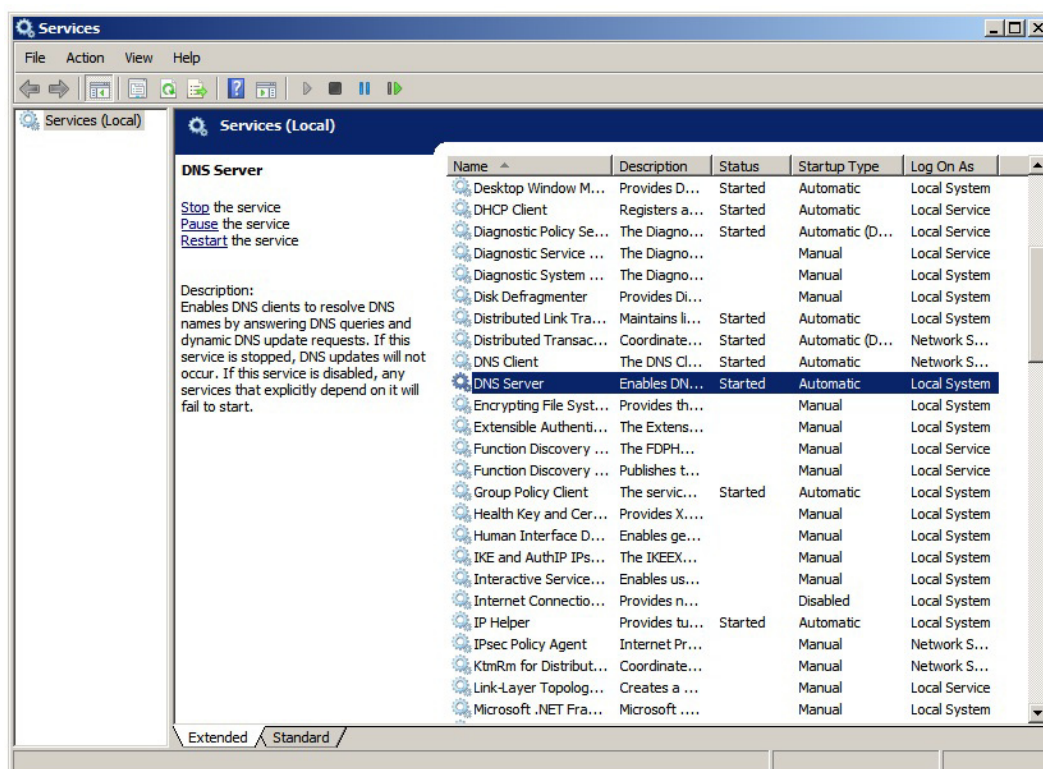 Services
File Action View Help
Services (Local)
Services (Local)
DNS Server
Stop the service
Pause the service
Restart the service
Description:
Enables DNS clients to resolve DNS
names by answering DNS queries and
dynamic DNS update requests. If this
service is stopped, DNS updates will not
occur. If this service is disabled, any
services that explicitly depend on it will
fail to start.
Name Description Status Startup Type Log On As
Desktop Window M... Provides D... Started Automatic Local System
DHCP Client Registers a... Started Automatic Local Service
Diagnostic Policy Se... The Diagno... Started Automatic (D... Local Service
Diagnostic Service ... The Diagno... Manual Local Service
Diagnostic System ... The Diagno... Manual Local System
Disk Defragmenter Provides Di... Manual Local System
Distributed Link Tra... Maintains li... Started Automatic Local System
Distributed Transac... Coordinate... Started Automatic (D... Network S...
DNS Client The DNS Cl... Started Automatic Network S...
DNS Server Enables DN... Started Automatic Local System
Encrypting File Syst... Provides th... Manual Local System
Extensible Authenti... The Extens... Manual Local System
Function Discovery ... The FDPH... Manual Local Service
Function Discovery ... Publishes t... Manual Local Service
Group Policy Client The servic... Started Automatic Local System
Health Key and Cer... Provides X.... Manual Local System
Human Interface D... Enables ge... Manual Local System
IKE and AuthIP IPs... The IKEEX... Manual Local System
Interactive Service... Enables us... Manual Local System
Internet Connectio... Provides n... Disabled Local System
IP Helper Provides tu... Started Automatic Local System
IPsec Policy Agent Internet Pr... Manual Network S...
KtmRm for Distribut... Coordinate... Manual Network S...
Link-Layer Topolog... Creates a ... Manual Local Service
Microsoft .NET Fra... Microsoft .... Manual Local System
Extended Standard